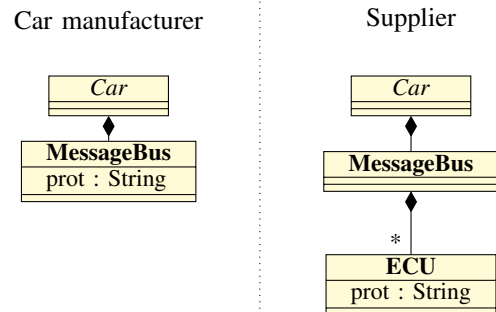 Car manufacturer
Supplier
Car
Car
MessageBus
prot : String
MessageBus
*
ECU
prot : String